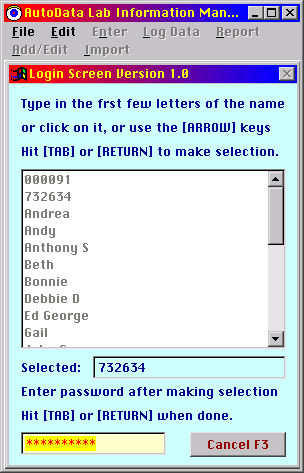 AutoData Lab Information Man...
File Edit Enter Log Data Report
Add/Edit Import
Login Screen Version 1.0
Type in the frst few letters of the name
or click on it, or use the [ARROW] keys
Hit [TAB] or [RETURN] to make selection.
000091
732634
Andrea
Andy
Anthony S
Beth
Bonnie
Debbie D
Ed George
Gail
Selected: 732634
Enter password after making selection
Hit [TAB] or [RETURN] when done.
**********
Cancel F3